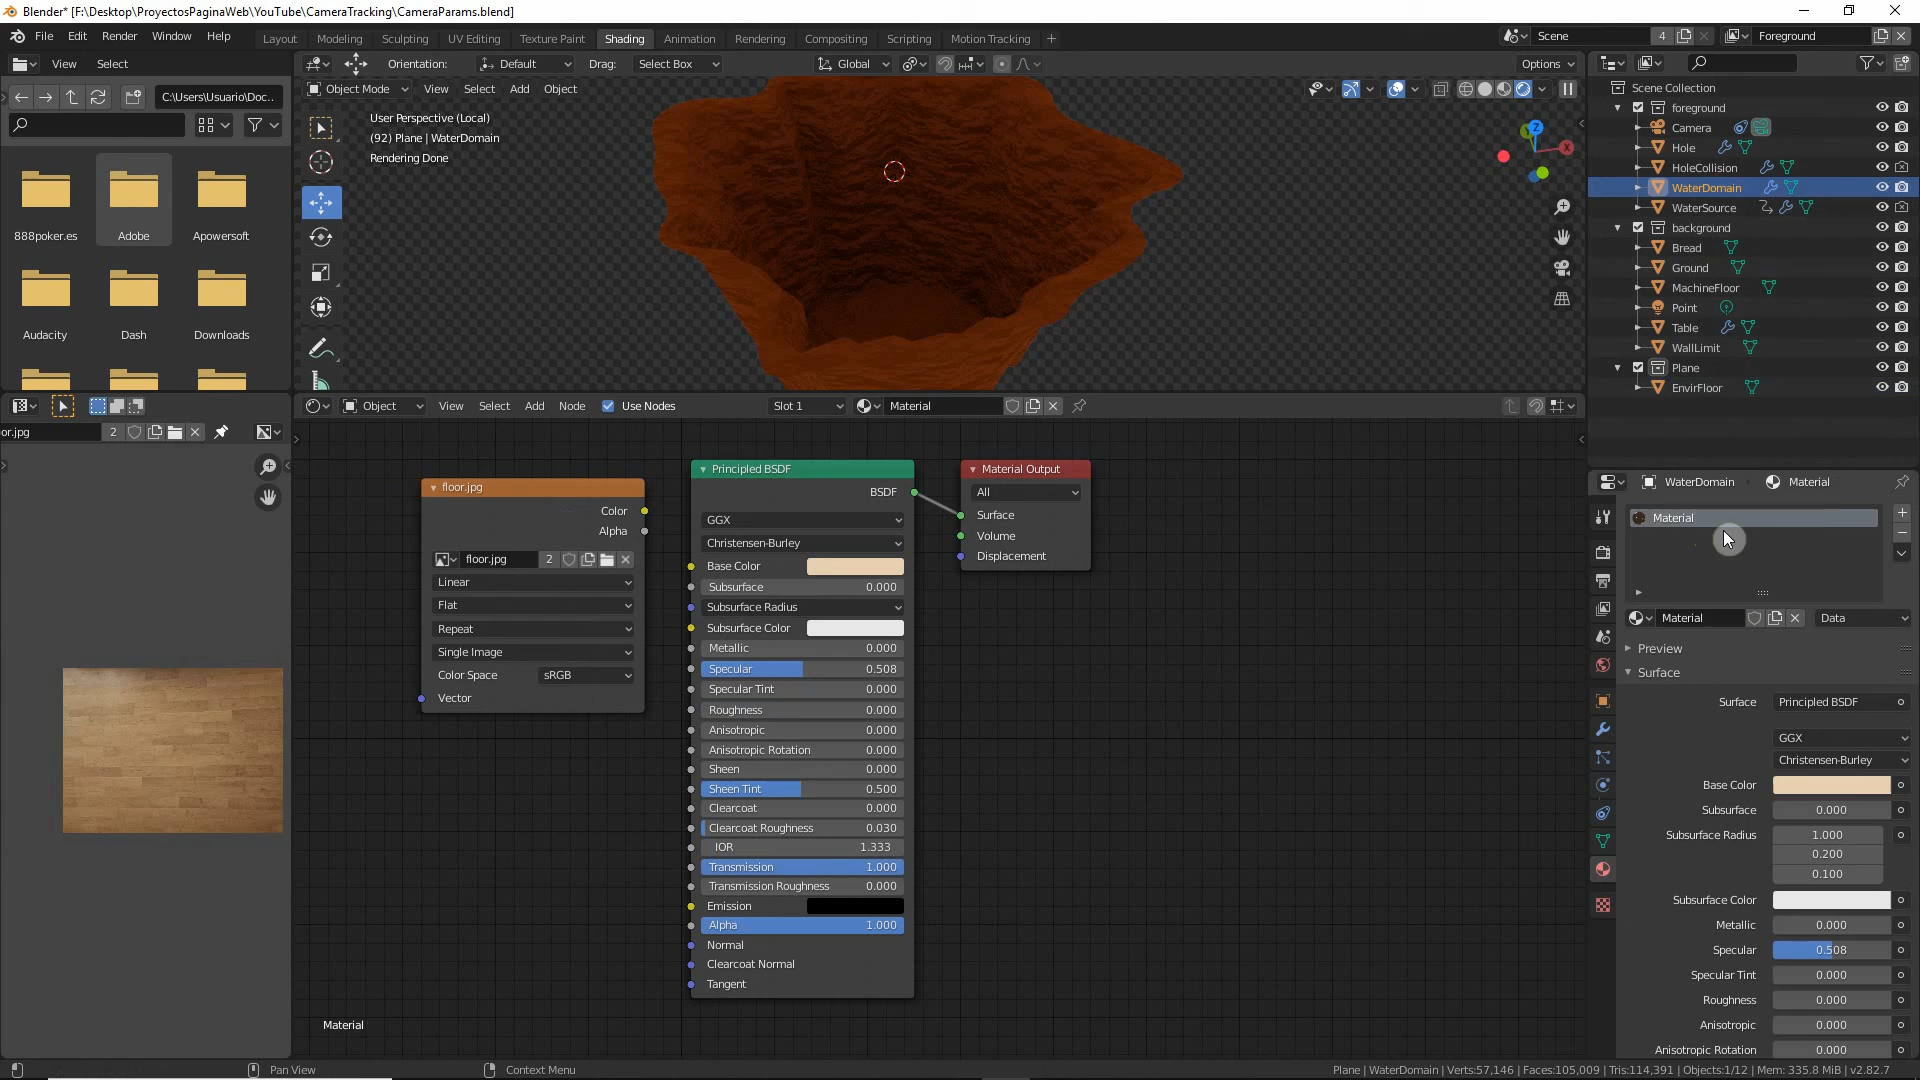 Blender* [F:\Desktop\ProyectosPaginaWeb\YouTube\CameraTracking\CameraParams.blend]
File Edit Render Window Help
Layout Modeling Sculpting UV Editing Texture Paint Shading Animation Rendering Compositing Scripting Motion Tracking +
Scene 4 Foreground
View Select
Orientation: Default Drag: Select Box Global Options
C:\Users\Usuario\Doc..
888poker.es Adobe Apowersoft
Audacity Dash Downloads
Object Mode View Select Add Object
User Perspective (Local)
(92) Plane | WaterDomain
Rendering Done
Z
X
Scene Collection
foreground
Camera
Hole
HoleCollision
WaterDomain
WaterSource
background
Bread
Ground
MachineFloor
Point
Table
WallLimit
Plane
EnvirFloor
or.jpg 2
Object View Select Add Node Use Nodes Slot 1 Material
floor.jpg
Color
Alpha
floor.jpg 2
Linear
Flat
Repeat
Single Image
Color Space sRGB
Vector
Principled BSDF
BSDF
GGX
Christensen-Burley
Base Color
Subsurface 0.000
Subsurface Radius
Subsurface Color
Metallic 0.000
Specular 0.508
Specular Tint 0.000
Roughness 0.000
Anisotropic 0.000
Anisotropic Rotation 0.000
Sheen 0.000
Sheen Tint 0.500
Clearcoat 0.000
Clearcoat Roughness 0.030
IOR 1.333
Transmission 1.000
Transmission Roughness 0.000
Emission
Alpha 1.000
Normal
Clearcoat Normal
Tangent
Material Output
All
Surface
Volume
Displacement
Material
WaterDomain Material
Material
Material Data
Preview
Surface
Surface Principled BSDF
GGX
Christensen-Burley
Base Color
Subsurface 0.000
Subsurface Radius 1.000
0.200
0.100
Subsurface Color
Metallic 0.000
Specular 0.508
Specular Tint 0.000
Roughness 0.000
Anisotropic 0.000
Anisotropic Rotation 0.000
Pan View Context Menu
Plane | WaterDomain | Verts:57,146 | Faces:105,009 | Tris:114,391 | Objects:1/12 | Mem: 335.8 MiB | v2.82.7